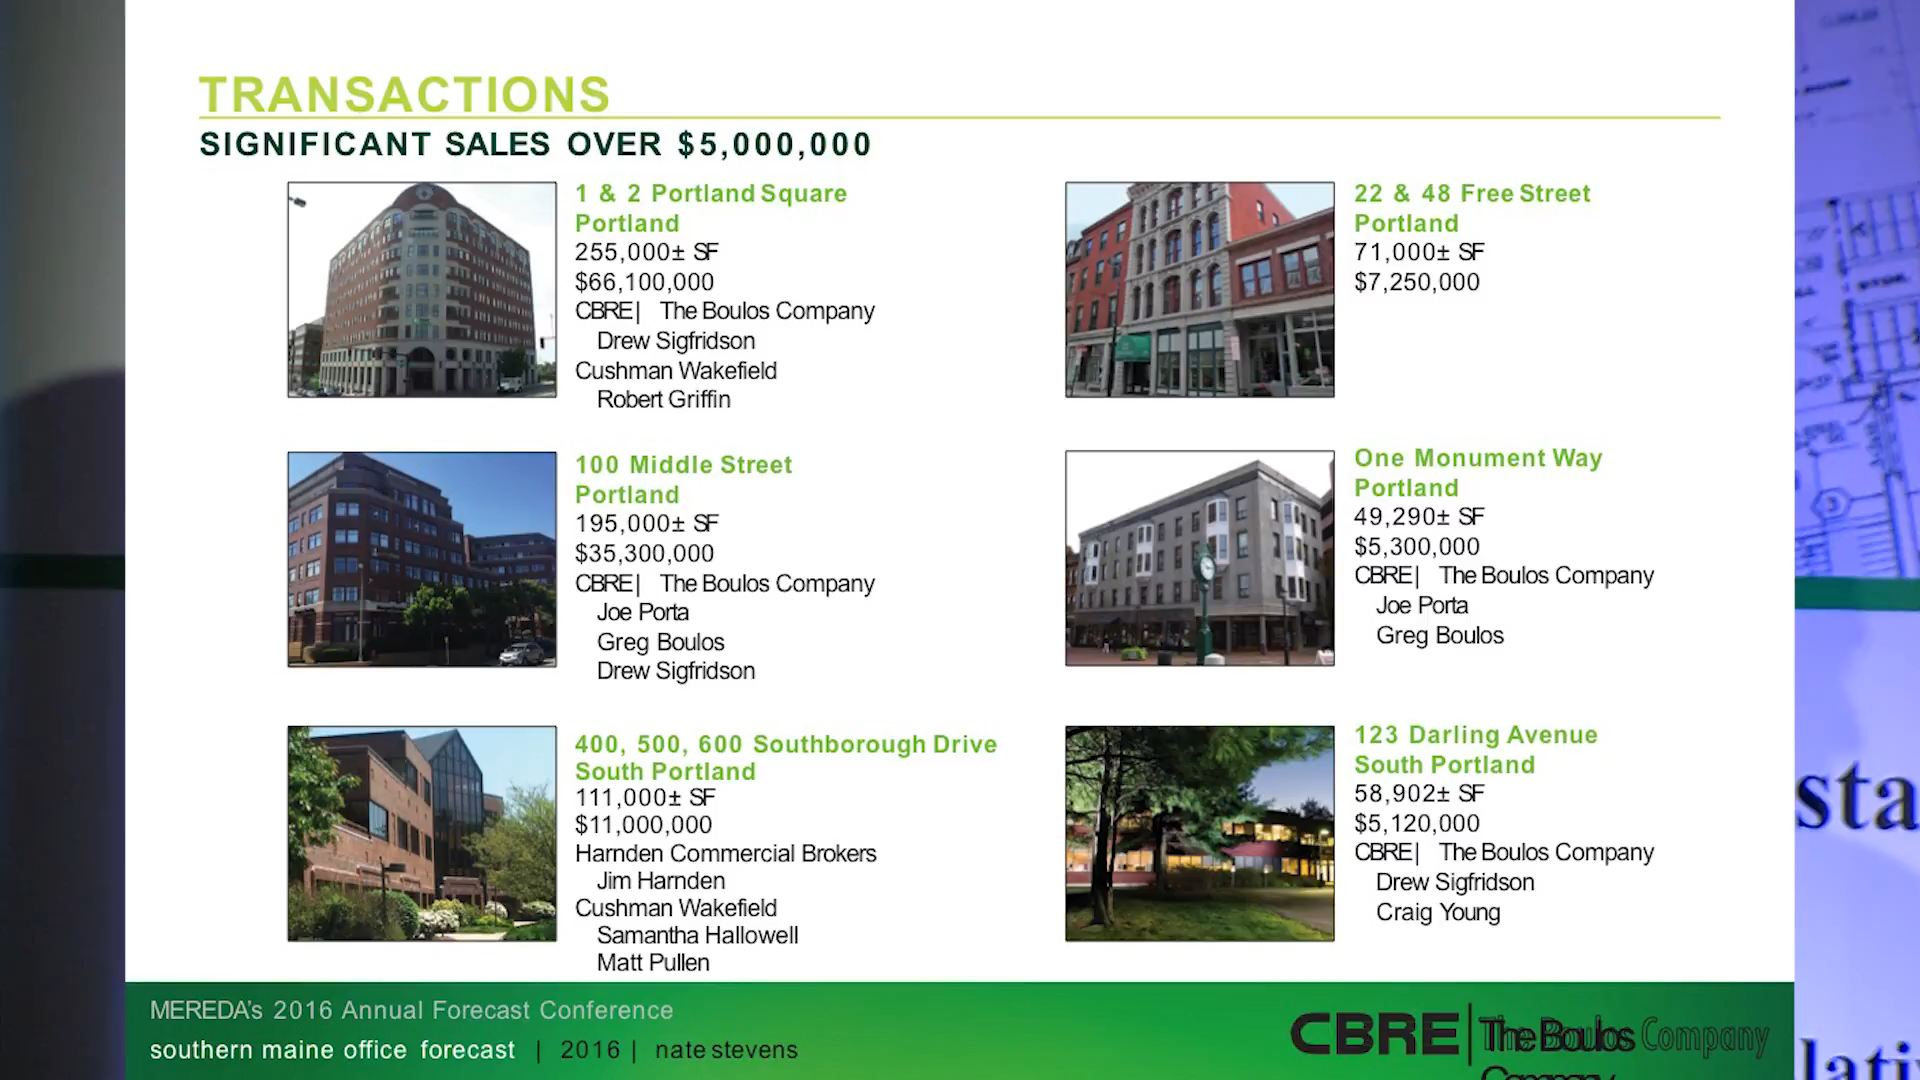 TRANSACTIONS
SIGNIFICANT SALES OVER $5,000,000
1 & 2 Portland Square
Portland
255,000± SF
$66,100,000
CBRE| The Boulos Company
Drew Sigfridson
Cushman Wakefield
Robert Griffin
100 Middle Street
Portland
195,000± SF
$35,300,000
CBRE| The Boulos Company
Joe Porta
Greg Boulos
Drew Sigfridson
400, 500, 600 Southborough Drive
South Portland
111,000± SF
$11,000,000
Harnden Commercial Brokers
Jim Harnden
Cushman Wakefield
Samantha Hallowell
Matt Pullen
22 & 48 Free Street
Portland
71,000± SF
$7,250,000
One Monument Way
Portland
49,290± SF
$5,300,000
CBRE| The Boulos Company
Joe Porta
Greg Boulos
123 Darling Avenue
South Portland
58,902± SF
$5,120,000
CBRE| The Boulos Company
Drew Sigfridson
Craig Young
MEREDA's 2016 Annual Forecast Conference
southern maine office forecast | 2016 | nate stevens
CBRE | The Boulos Company
Company
sta
lati